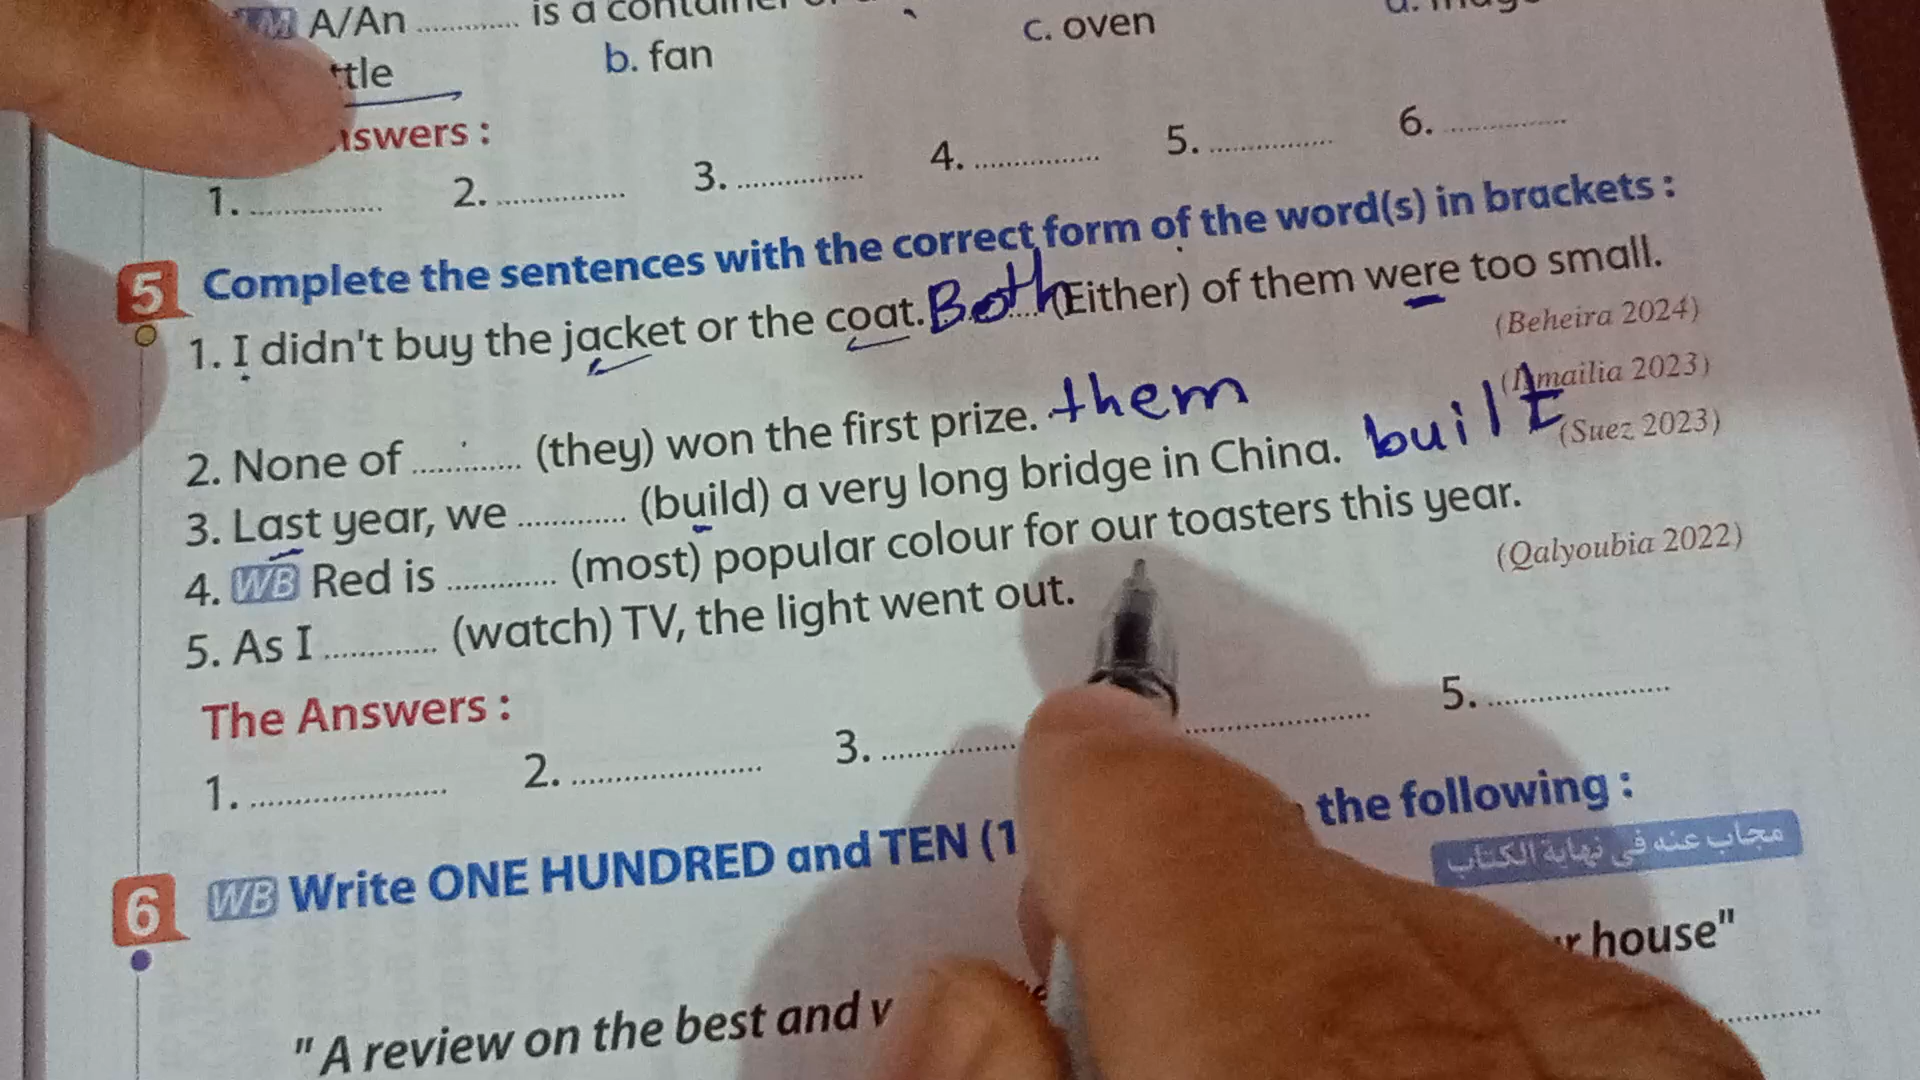 A/An ............ is a
ttle b. fan c. oven
swers :
1. ............ 2. ............ 3. ............ 4. ............ 5. ............ 6. ............
5 Complete the sentences with the correct form of the word(s) in brackets :
1. I didn't buy the jacket or the coat. Both (Either) of them were too small.
(Beheira 2024)
2. None of ............ (they) won the first prize. them (Ismailia 2023)
3. Last year, we ............ (build) a very long bridge in China. built (Suez 2023)
4. WB Red is ............ (most) popular colour for our toasters this year.
5. As I ............ (watch) TV, the light went out. (Qalyoubia 2022)
The Answers :
1. .................... 2. .................... 3. .............. .................... 5. ....................
6 WB Write ONE HUNDRED and TEN (1 the following :
مجاب عنه فى نهاية الكتاب
"A review on the best and r house"